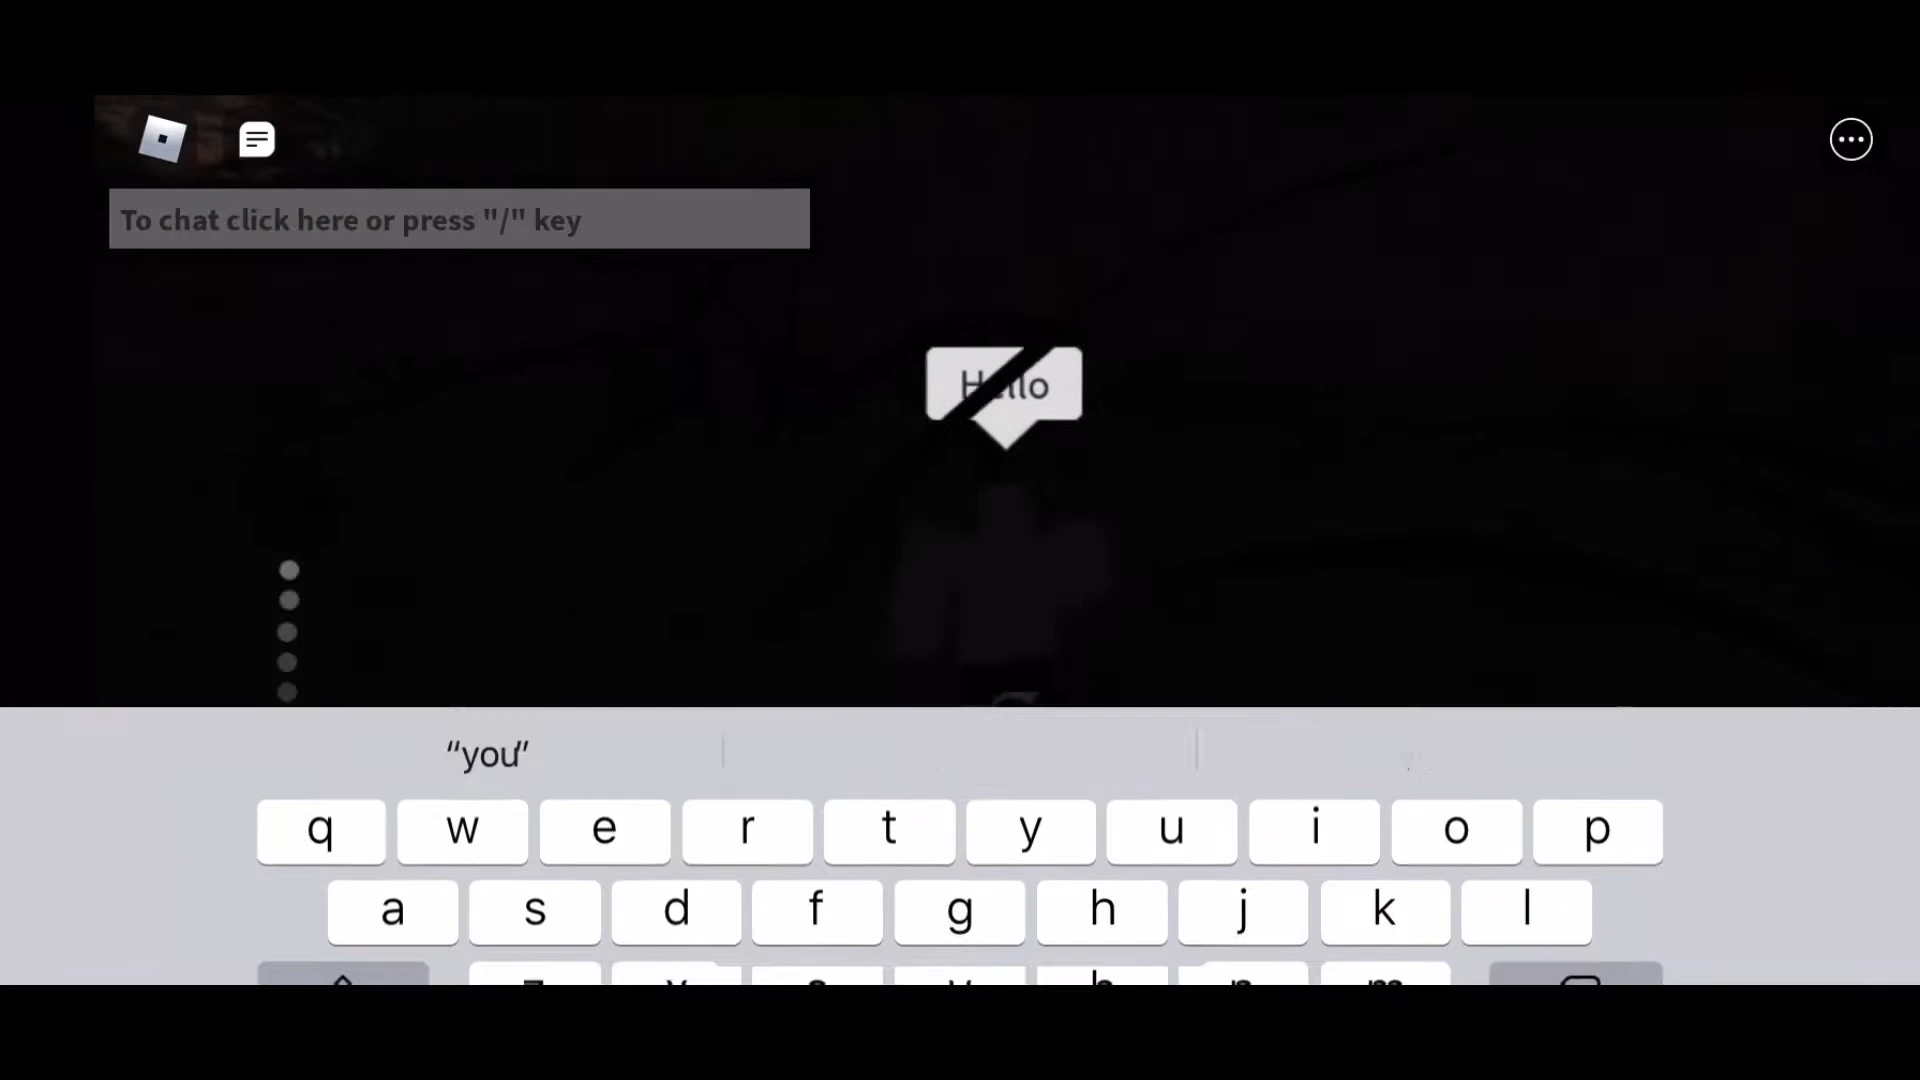 To chat click here or press "/" key
Hello
“you”
q w e r t y u i o p
a s d f g h j k l